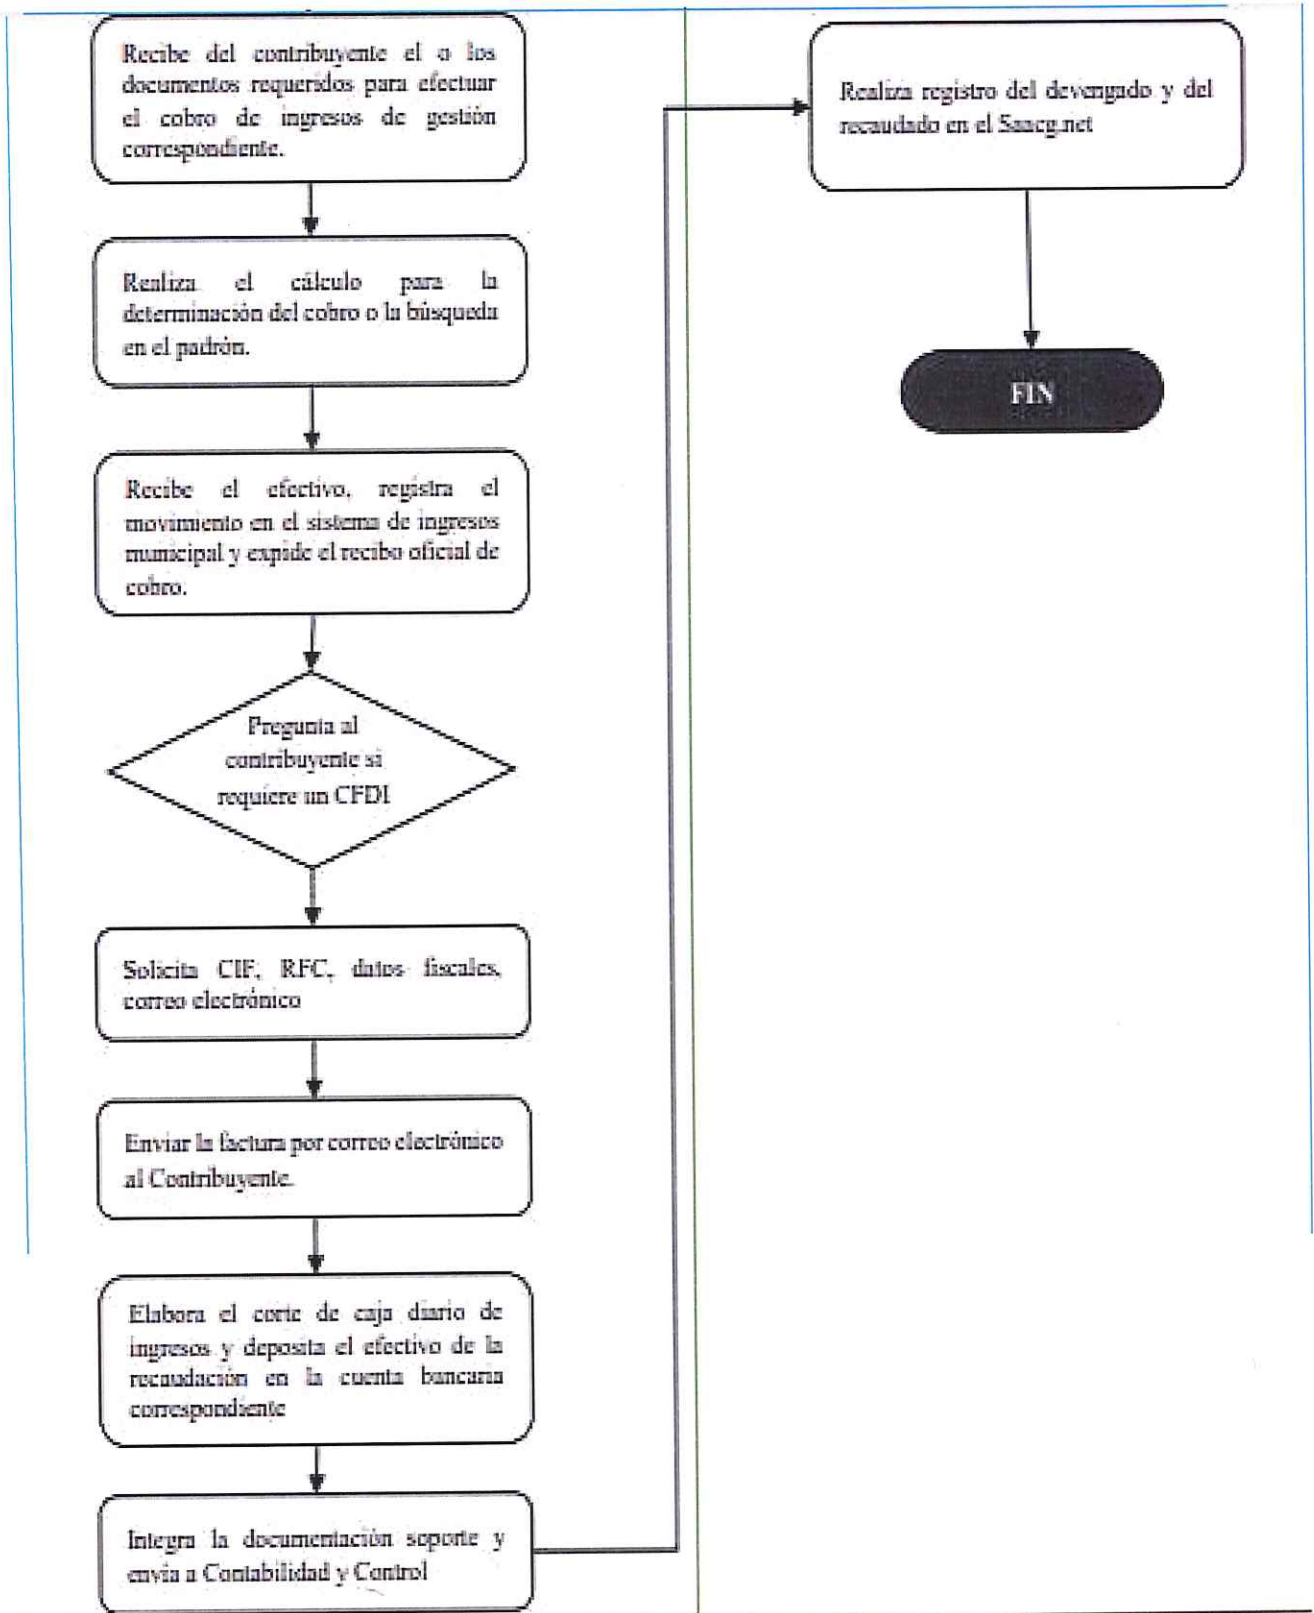 Recibe del contribuyente el o los
documentos requeridos para efectuar
el cobro de ingresos de gestión
correspondiente.
Realiza el cálculo para la
determinación del cobro o la búsqueda
en el padrón.
Recibe el efectivo, registra el
movimiento en el sistema de ingresos
municipal y expide el recibo oficial de
cobro.
Pregunta al
contribuyente si
requiere un CFDI
Solicita CIF, RFC, datos fiscales,
correo electrónico
Enviar la factura por correo electrónico
al Contribuyente.
Elabora el corte de caja diario de
ingresos y deposita el efectivo de la
recaudación en la cuenta bancaria
correspondiente
Integra la documentación soporte y
envia a Contabilidad y Control
Realiza registro del devengado y del
recaudado en el Saacg.net
FIN